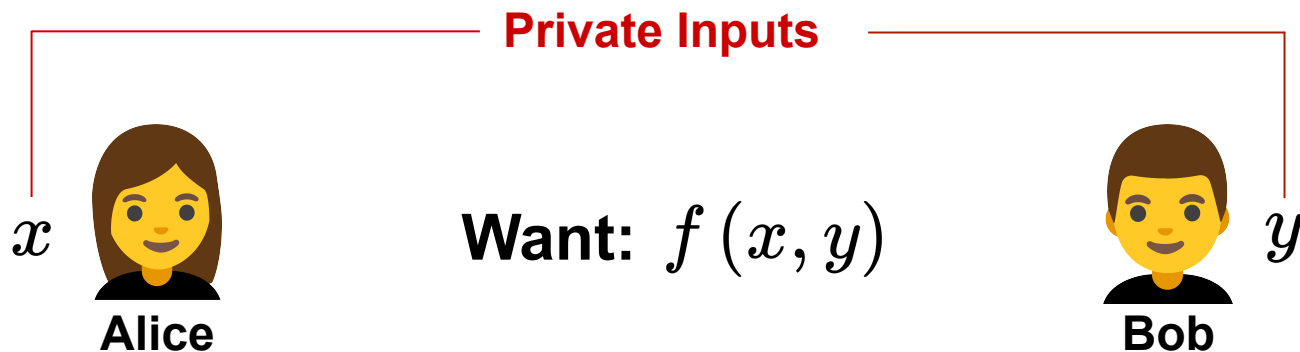 Private Inputs
x
Want: f (x, y)
y
Alice
Bob